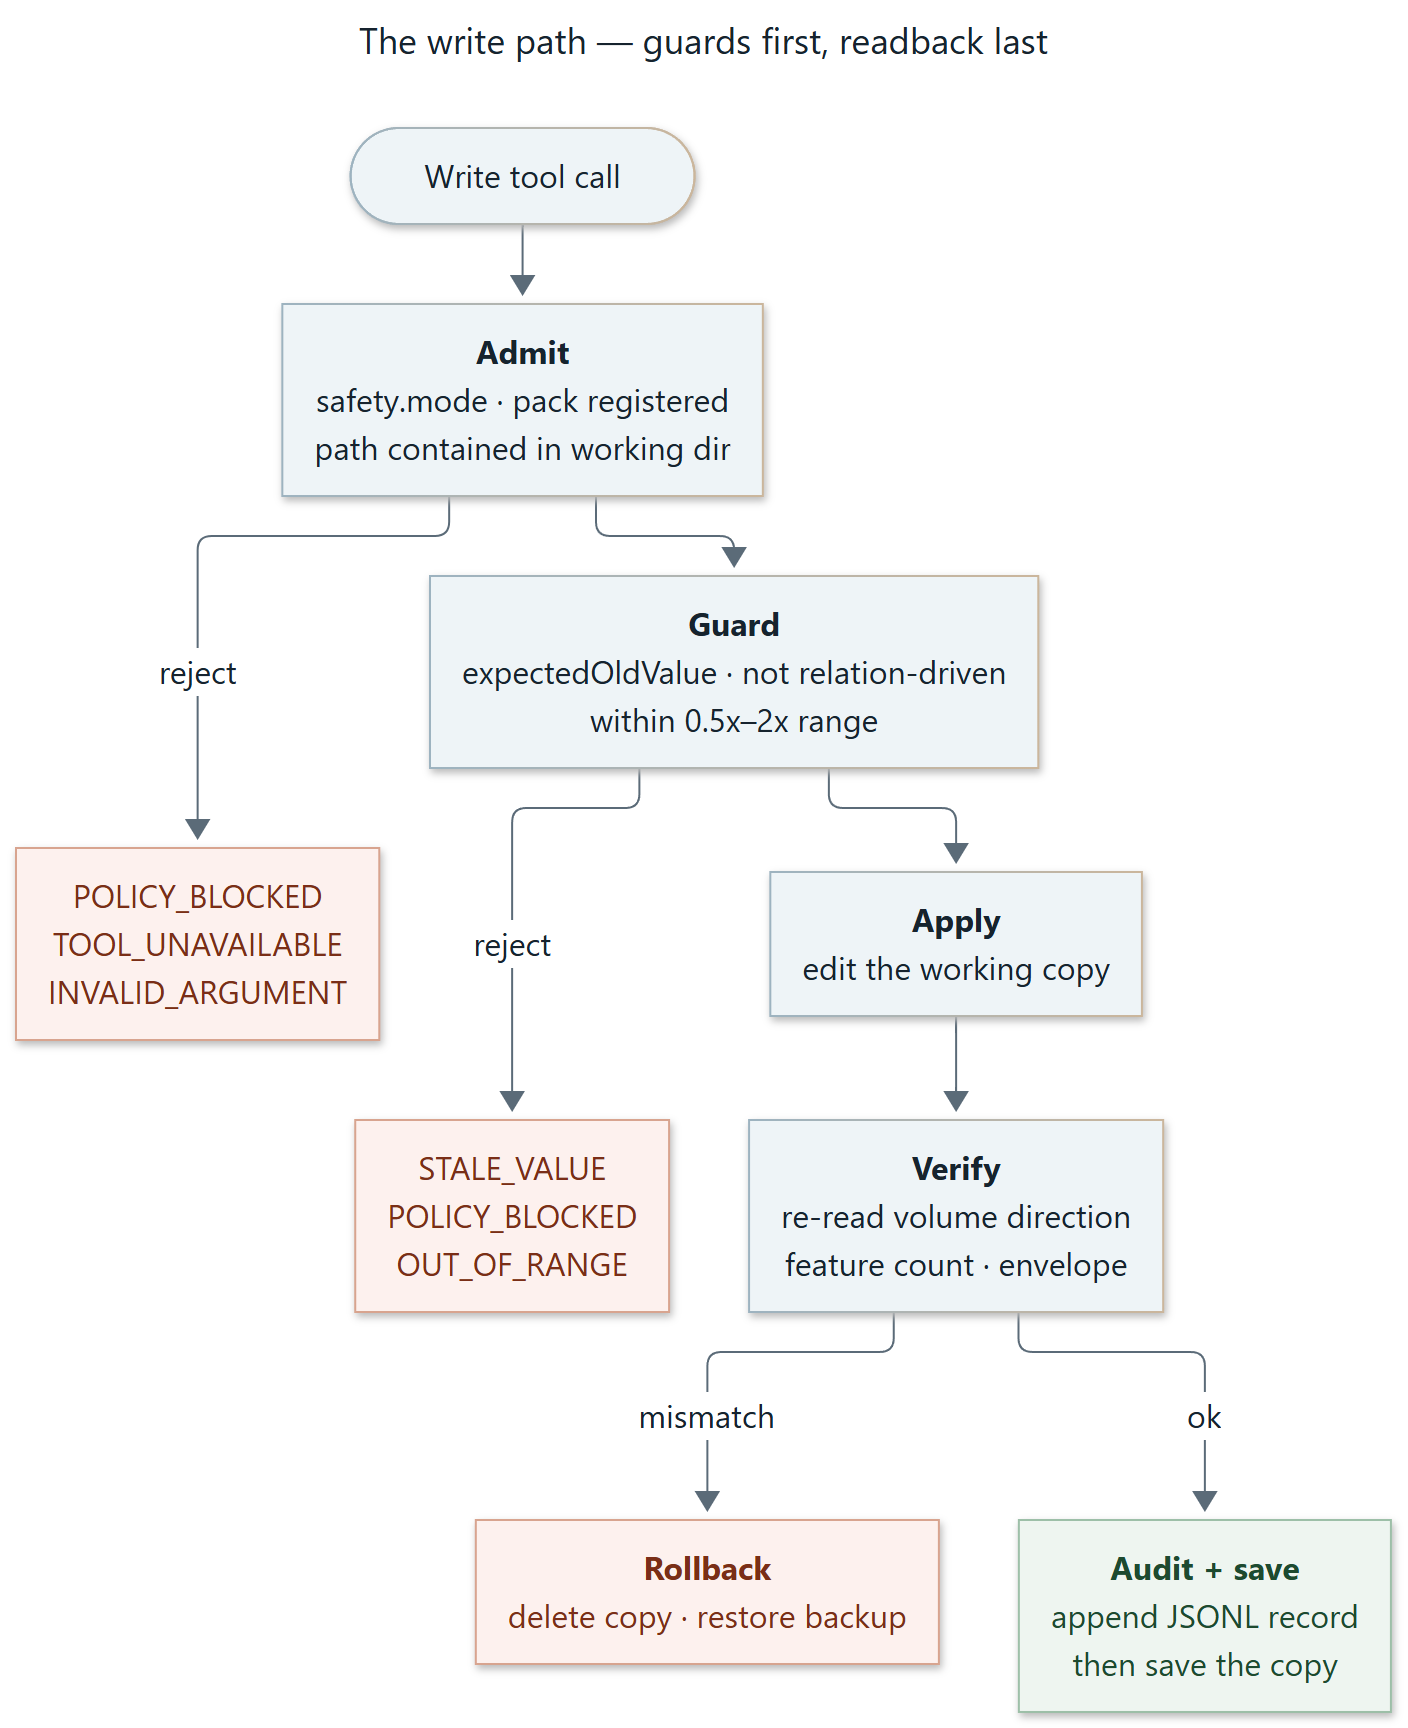 The write path — guards first, readback last
Write tool call
Admit
safety.mode · pack registered
path contained in working dir
Guard
expectedOldValue · not relation-driven
within 0.5x–2x range
reject
POLICY_BLOCKED
TOOL_UNAVAILABLE
INVALID_ARGUMENT
reject
Apply
edit the working copy
STALE_VALUE
POLICY_BLOCKED
OUT_OF_RANGE
Verify
re-read volume direction
feature count · envelope
mismatch
ok
Rollback
delete copy · restore backup
Audit + save
append JSONL record
then save the copy